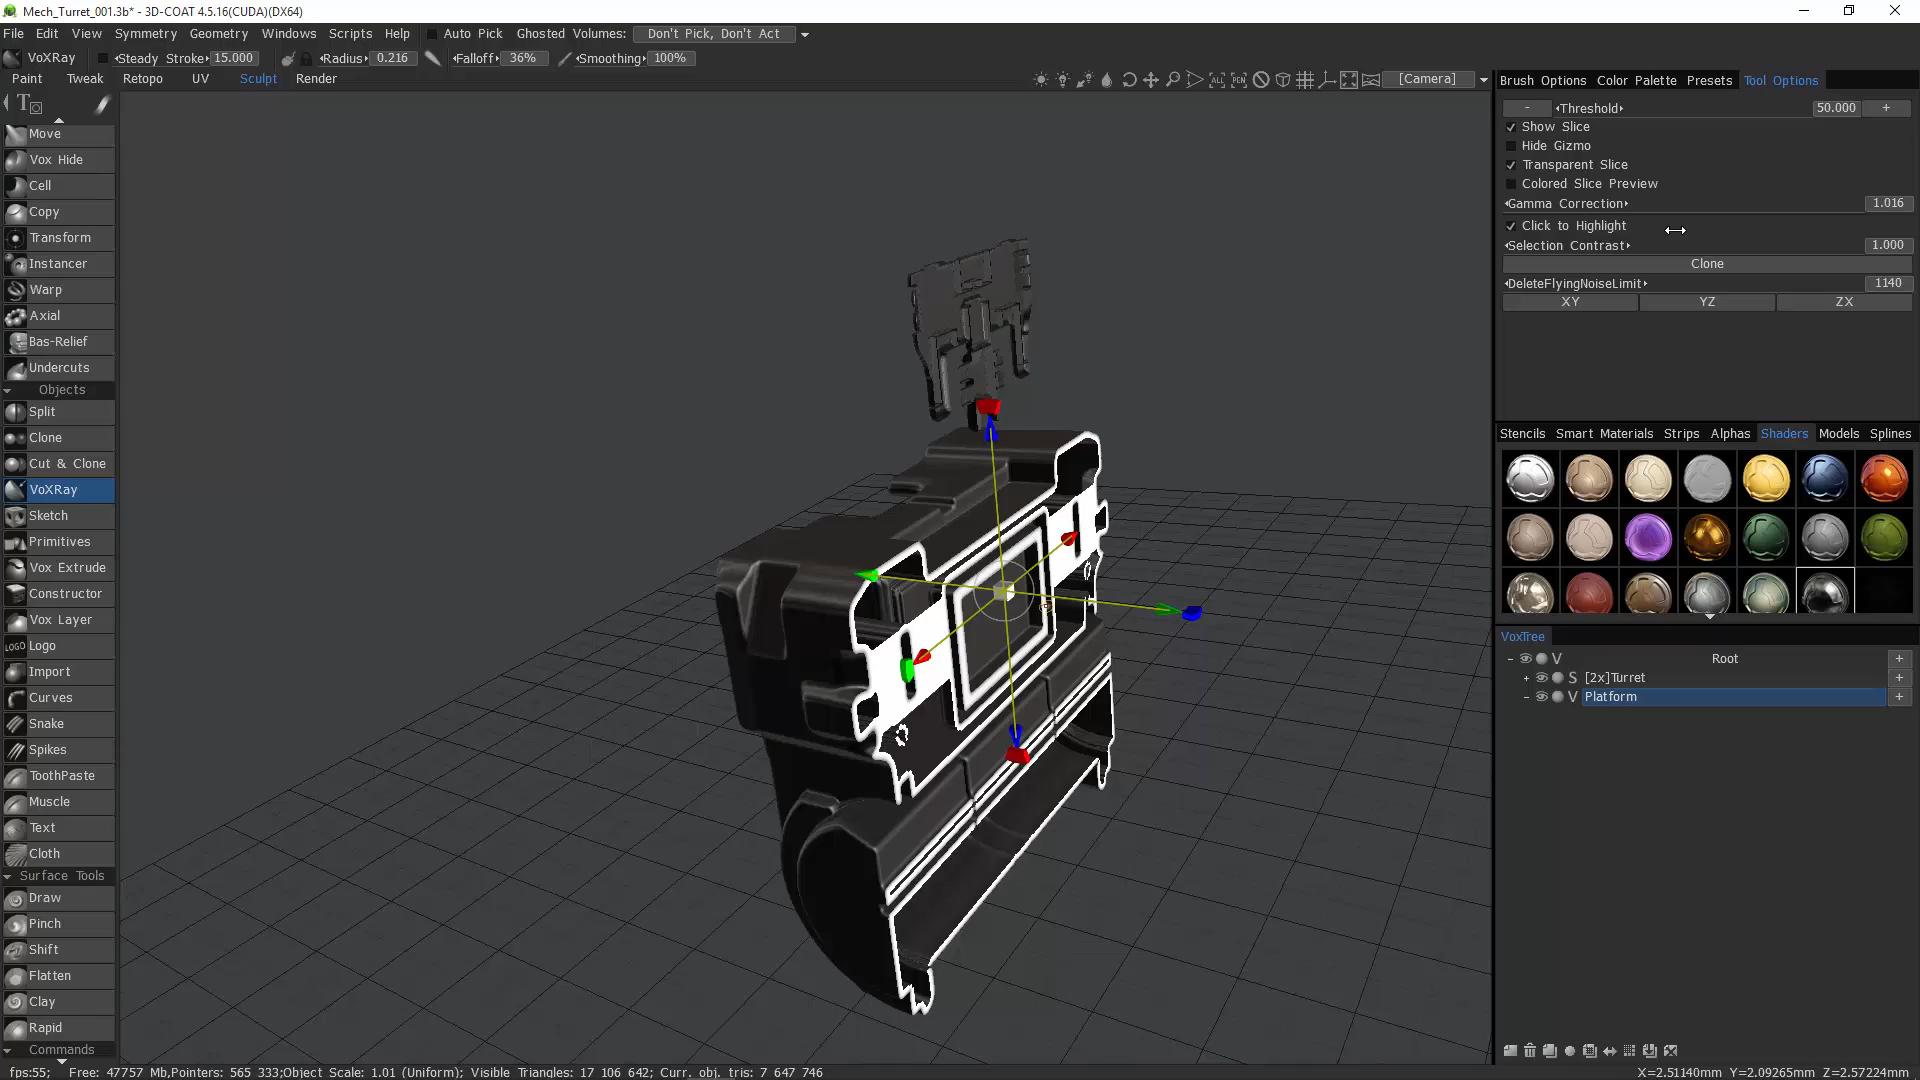 Mech_Turret_001.3b* - 3D-COAT 4.5.16(CUDA)(DX64)
File Edit View Symmetry Geometry Windows Scripts Help Auto Pick Ghosted Volumes: Don't Pick, Don't Act
VoXRay Steady Stroke 15.000 Radius 0.216 Falloff 36% Smoothing 100%
Paint Tweak Retopo UV Sculpt Render ALL PEN [Camera]
Brush Options Color Palette Presets Tool Options
- Threshold 50.000 +
Show Slice
Hide Gizmo
Transparent Slice
Colored Slice Preview
Gamma Correction 1.016
Click to Highlight
Selection Contrast 1.000
Clone
DeleteFlyingNoiseLimit 1140
XY YZ ZX
Stencils Smart Materials Strips Alphas Shaders Models Splines
VoxTree
- V Root +
+ S [2x]Turret +
- V Platform +
T
Move
Vox Hide
Cell
Copy
Transform
Instancer
Warp
Axial
Bas-Relief
Undercuts
Objects
Split
Clone
Cut & Clone
VoXRay
Sketch
Primitives
Vox Extrude
Constructor
Vox Layer
LOGO Logo
Import
Curves
Snake
Spikes
ToothPaste
Muscle
Text
Cloth
Surface Tools
Draw
Pinch
Shift
Flatten
Clay
Rapid
Commands
fps:55; Free: 47757 Mb,Pointers: 565 333;Object Scale: 1.01 (Uniform); Visible Triangles: 17 106 642; Curr. obj. tris: 7 647 746
X=2.51140mm Y=2.09265mm Z=2.57224mm